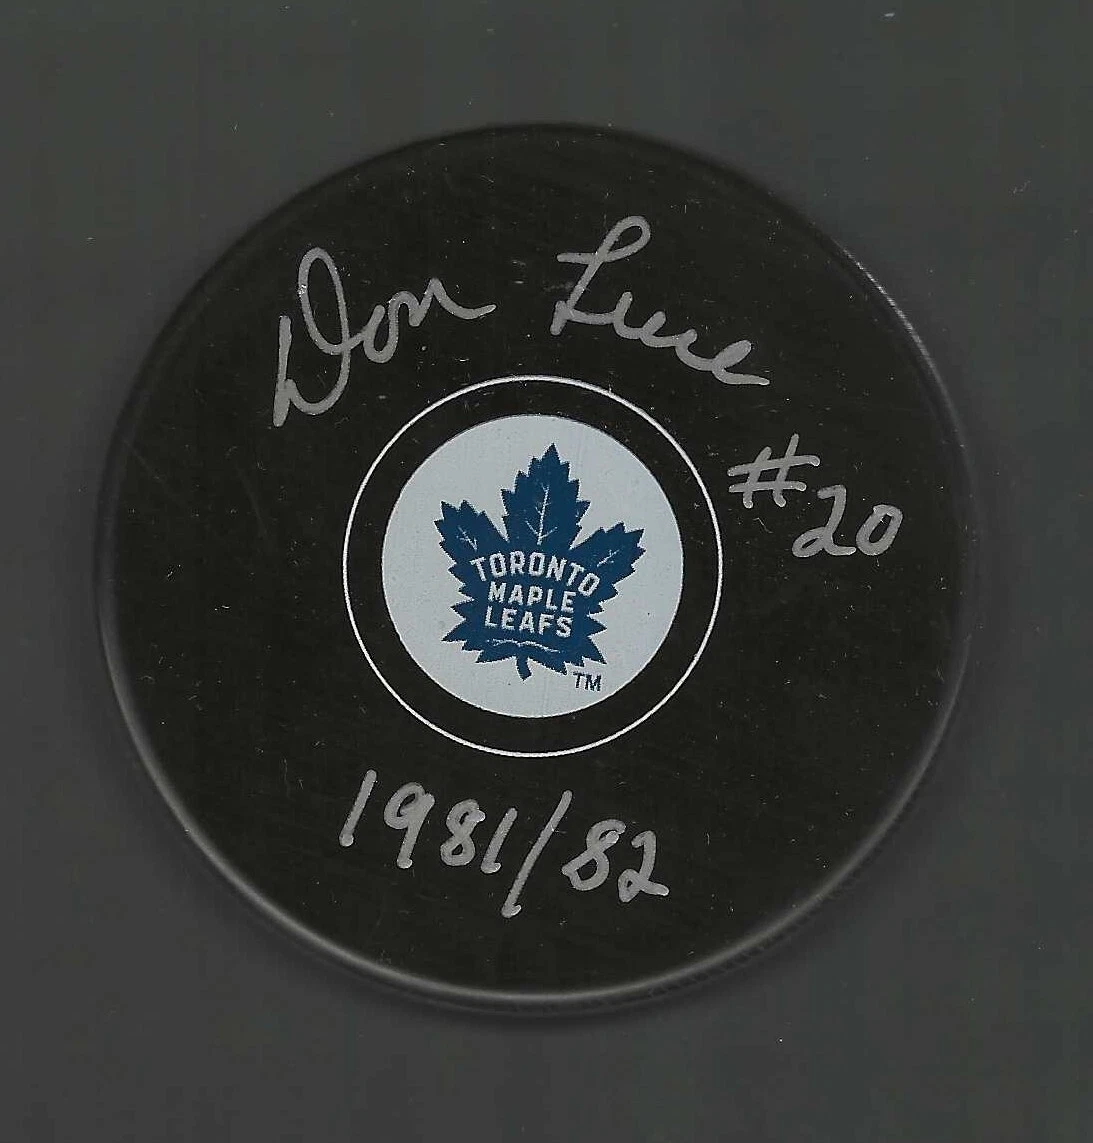 Don Luce
#20
TORONTO
MAPLE
LEAFS
TM
1981/82